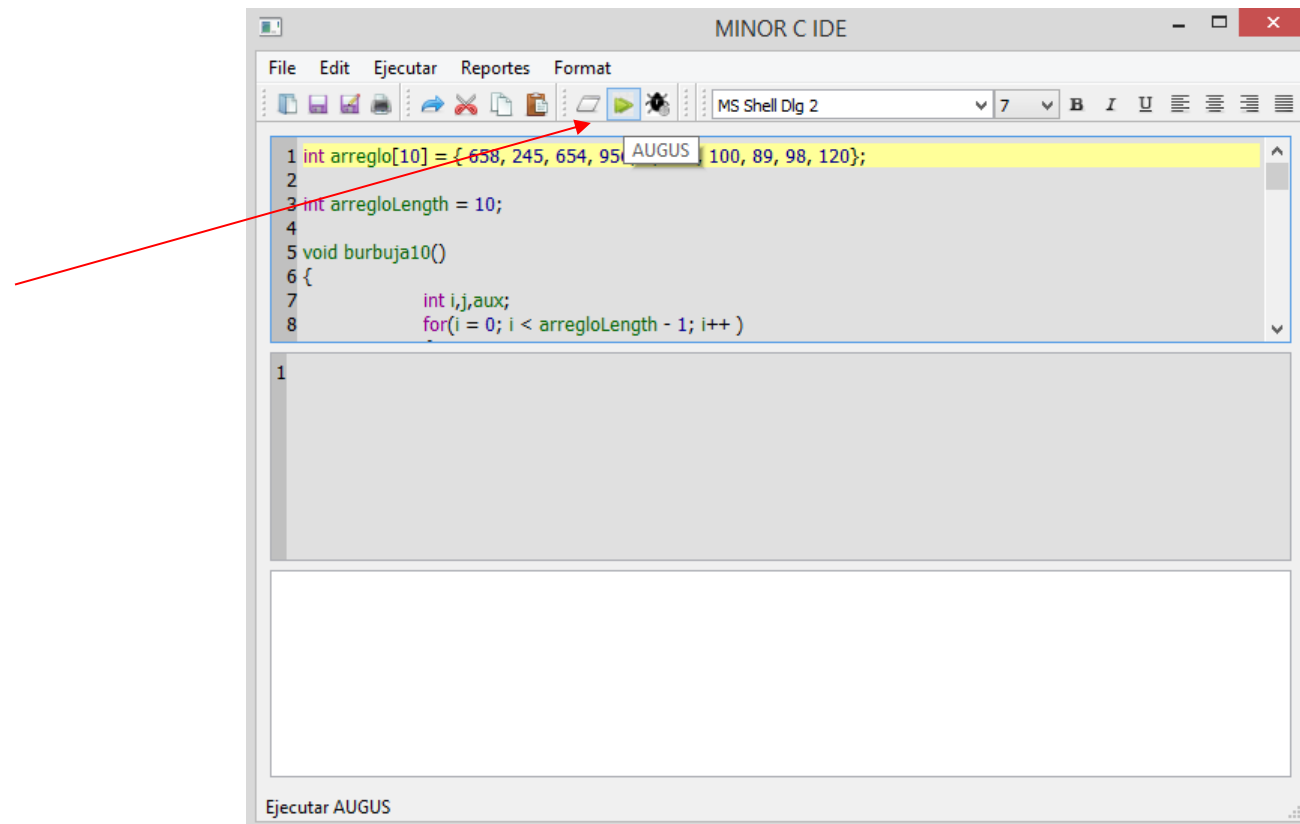 MINOR C IDE
File Edit Ejecutar Reportes Format
MS Shell Dlg 2 7 B I U
AUGUS
1 int arreglo[10] = { 658, 245, 654, 100, 89, 98, 120};
2
3 int arregloLength = 10;
4
5 void burbuja10()
6 {
7 int i,j,aux;
8 for(i = 0; i < arregloLength - 1; i++ )
1
Ejecutar AUGUS